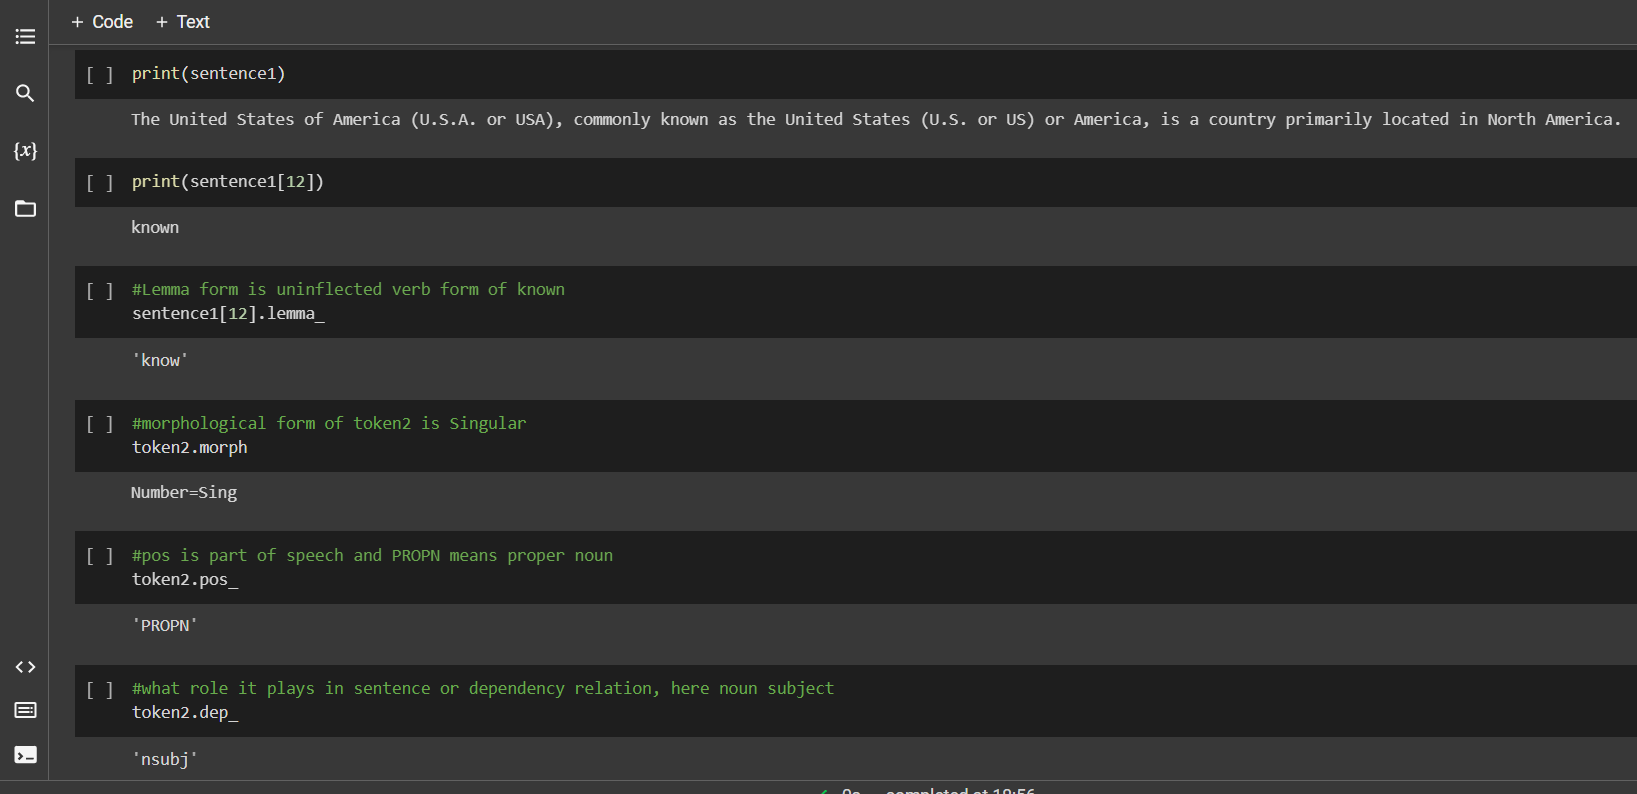 + Code + Text
[ ] print(sentence1)
The United States of America (U.S.A. or USA), commonly known as the United States (U.S. or US) or America, is a country primarily located in North America.
{x}
[ ] print(sentence1[12])
known
[ ] #Lemma form is uninflected verb form of known
sentence1[12].lemma_
'know'
[ ] #morphological form of token2 is Singular
token2.morph
Number=Sing
[ ] #pos is part of speech and PROPN means proper noun
token2.pos_
'PROPN'
[ ] #what role it plays in sentence or dependency relation, here noun subject
token2.dep_
'nsubj'
completed at